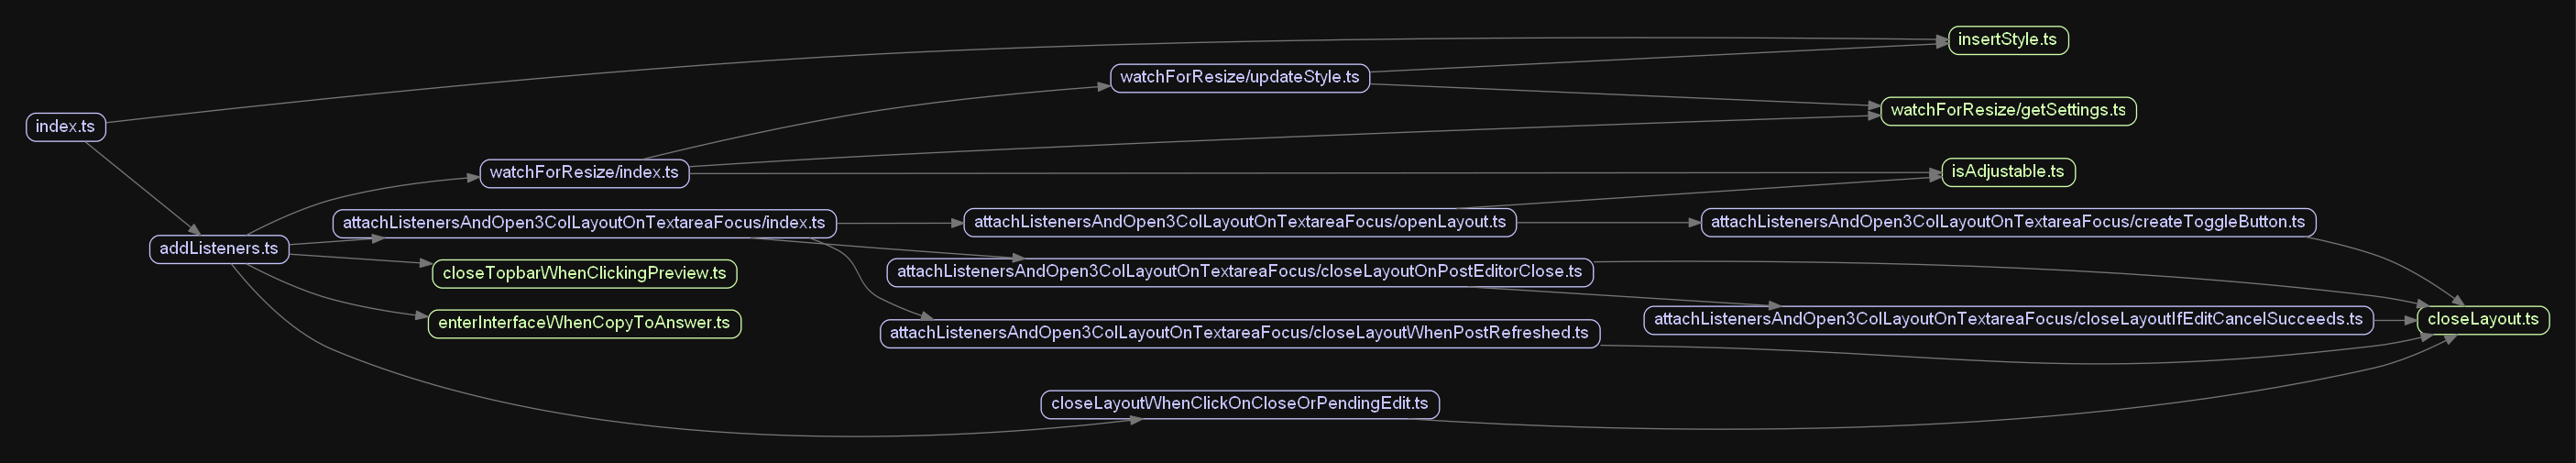 insertStyle.ts
watchForResize/updateStyle.ts
watchForResize/getSettings.ts
index.ts
watchForResize/index.ts
isAdjustable.ts
attachListenersAndOpen3ColLayoutOnTextareaFocus/index.ts
attachListenersAndOpen3ColLayoutOnTextareaFocus/openLayout.ts
attachListenersAndOpen3ColLayoutOnTextareaFocus/createToggleButton.ts
addListeners.ts
closeTopbarWhenClickingPreview.ts
attachListenersAndOpen3ColLayoutOnTextareaFocus/closeLayoutOnPostEditorClose.ts
enterInterfaceWhenCopyToAnswer.ts
attachListenersAndOpen3ColLayoutOnTextareaFocus/closeLayoutWhenPostRefreshed.ts
attachListenersAndOpen3ColLayoutOnTextareaFocus/closeLayoutIfEditCancelSucceeds.ts
closeLayout.ts
closeLayoutWhenClickOnCloseOrPendingEdit.ts